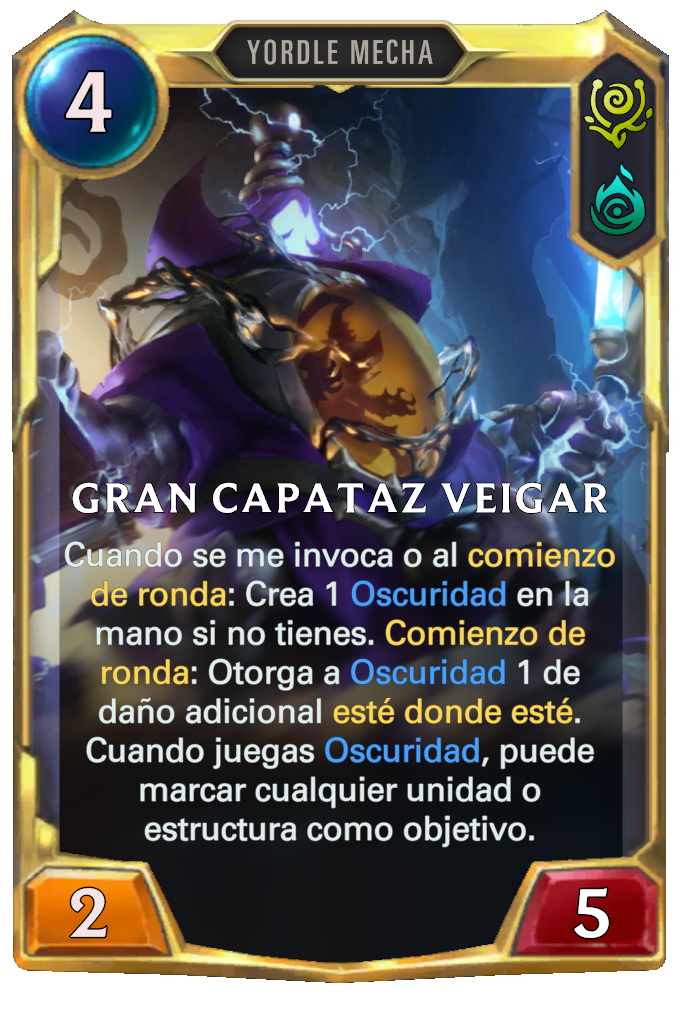 YORDLE MECHA
4
GRAN CAPATAZ VEIGAR
Cuando se me invoca o al comienzo
de ronda: Crea 1 Oscuridad en la
mano si no tienes. Comienzo de
ronda: Otorga a Oscuridad 1 de
daño adicional esté donde esté.
Cuando juegas Oscuridad, puede
marcar cualquier unidad o
estructura como objetivo.
2
5